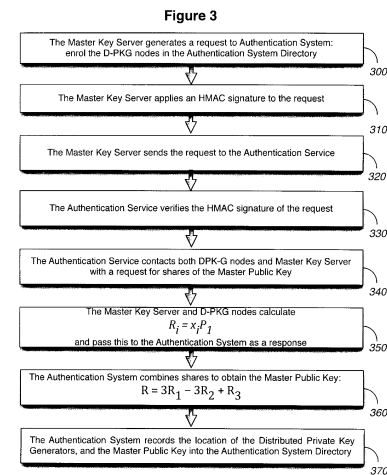 Figure 3
The Master Key Server generates a request to Authentication System:
enrol the D-PKG nodes in the Authentication System Directory
300
The Master Key Server applies an HMAC signature to the request
310
The Master Key Server sends the request to the Authentication Service
320
The Authentication Service verifies the HMAC signature of the request
330
The Authentication Service contacts both DPK-G nodes and Master Key Server
with a request for shares of the Master Public Key
340
The Master Key Server and D-PKG nodes calculate
R_i = x_i P_1
and pass this to the Authentication System as a response
350
The Authentication System combines shares to obtain the Master Public Key:
R = 3R_1 − 3R_2 + R_3
360
The Authentication System records the location of the Distributed Private Key
Generators, and the Master Public Key into the Authentication System Directory
370